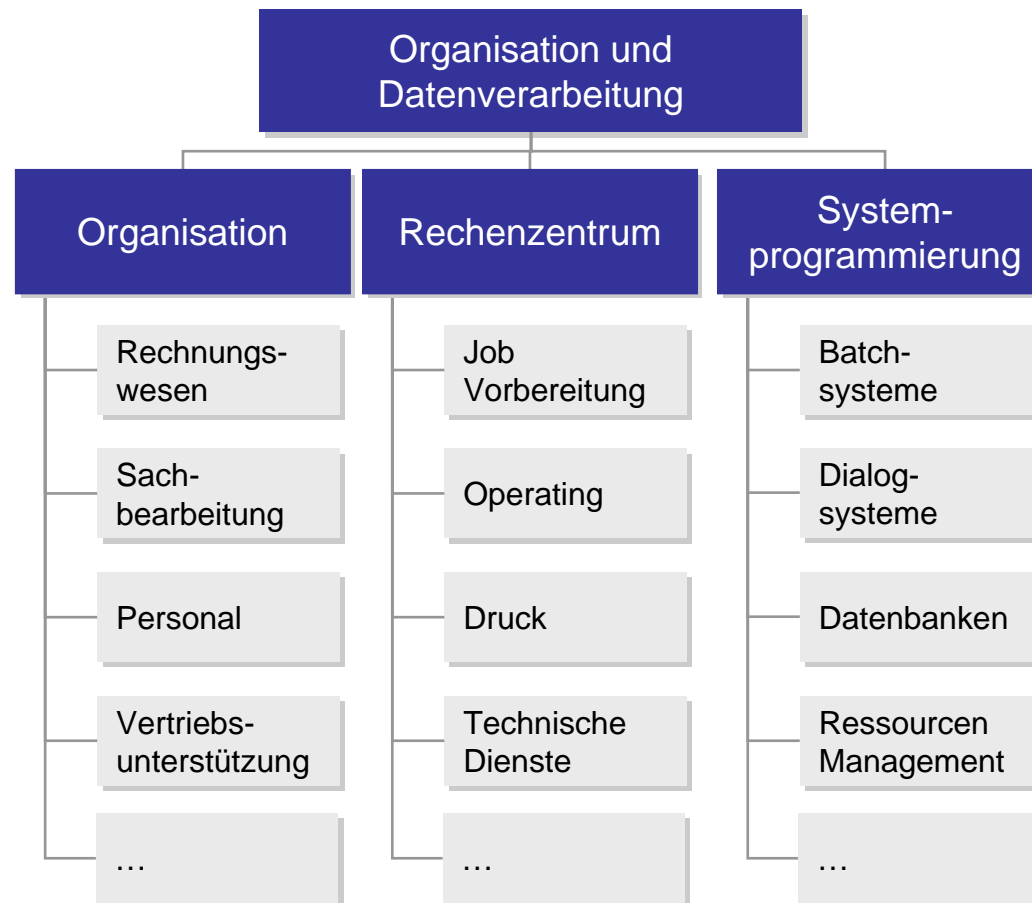 Organisation und
Datenverarbeitung
Organisation
Rechnungs-
wesen
Sach-
bearbeitung
Personal
Vertriebs-
unterstützung
…
Rechenzentrum
Job
Vorbereitung
Operating
Druck
Technische
Dienste
…
System-
programmierung
Batch-
systeme
Dialog-
systeme
Datenbanken
Ressourcen
Management
…